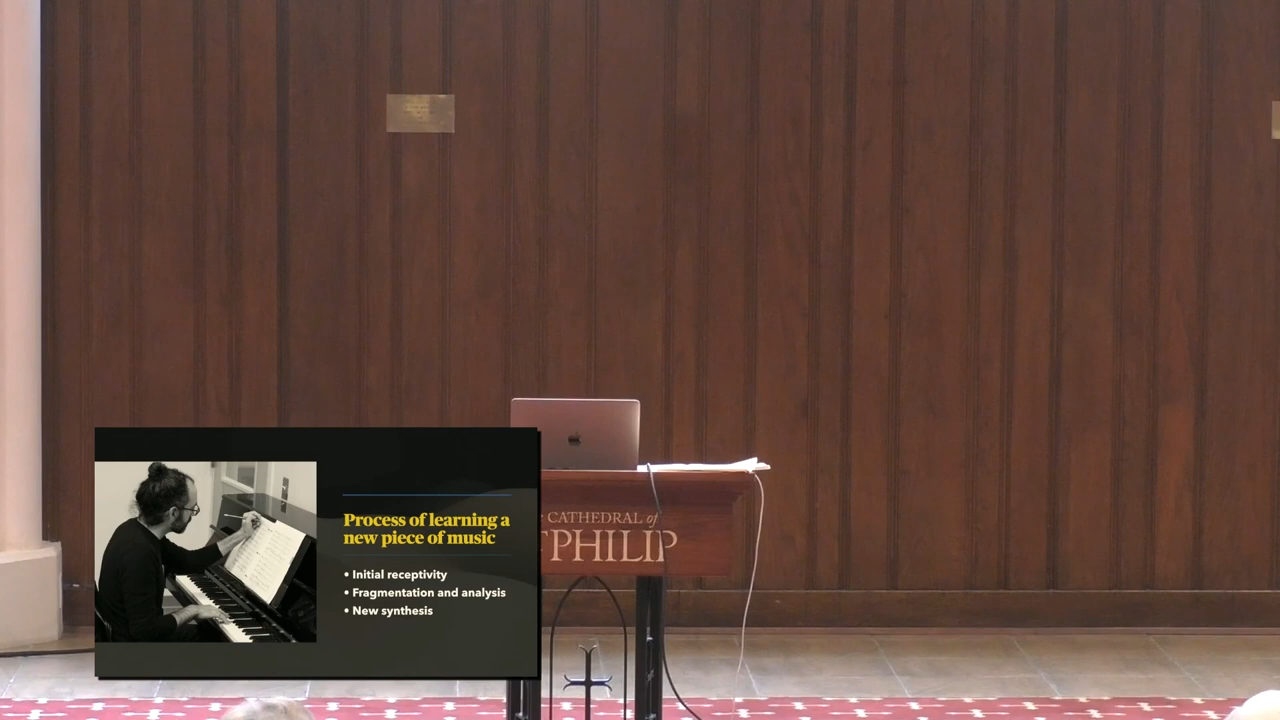 Process of learning a
new piece of music
• Initial receptivity
• Fragmentation and analysis
• New synthesis
CATHEDRAL of
PHILIP